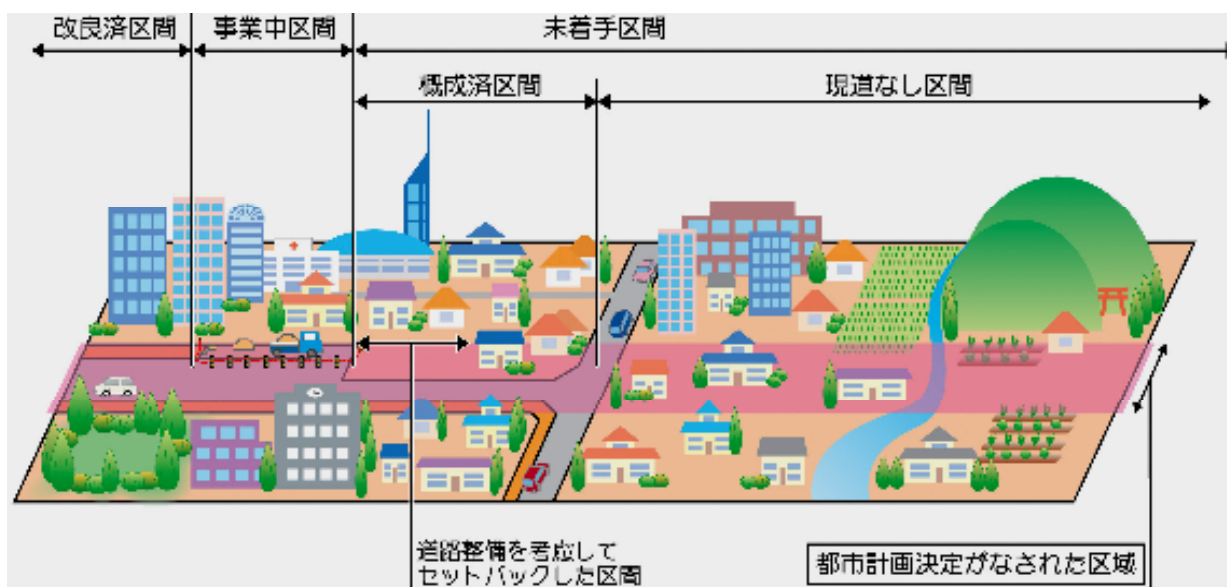 改良済区間
事業中区間
未着手区間
概成済区間
現道なし区間
道路整備を考慮して
セットバックした区間
都市計画決定がなされた区域